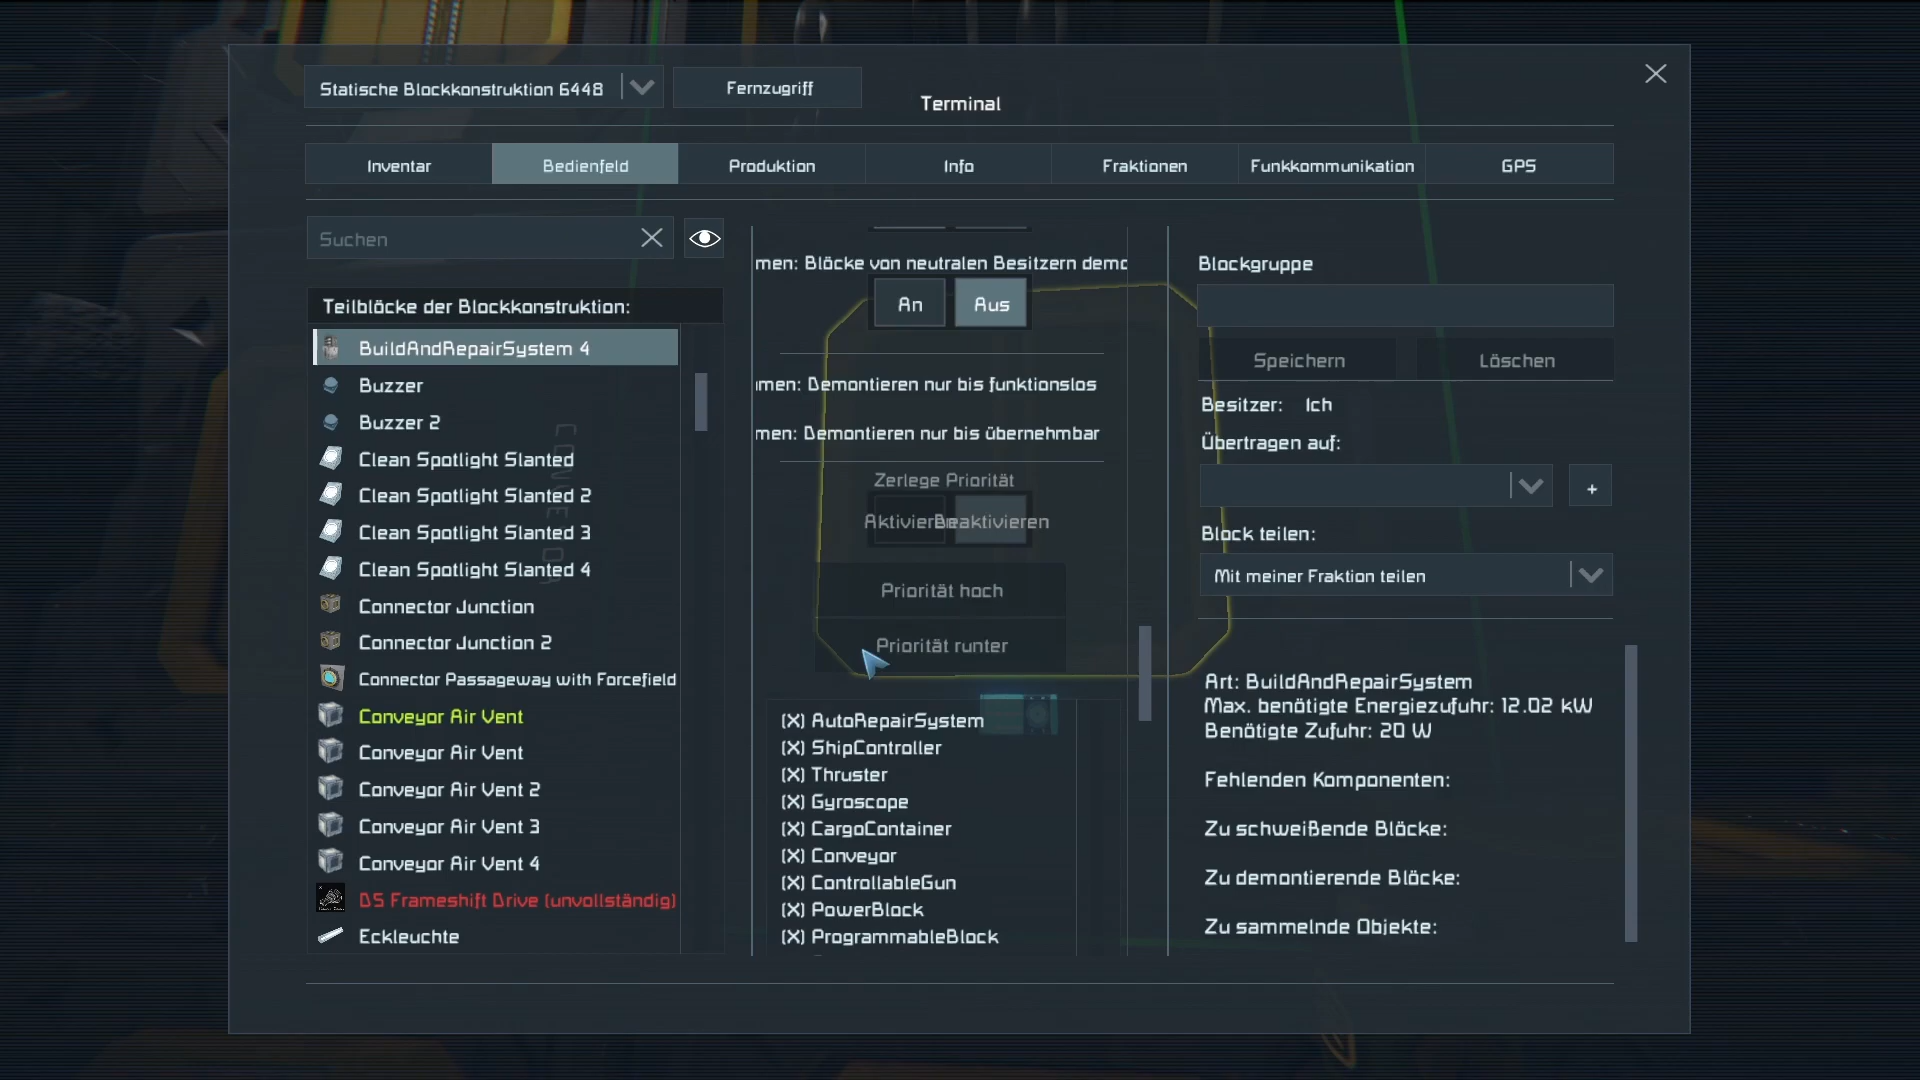 Statische Blockkonstruktion 6448
Fernzugriff
Terminal
Inventar
Bedienfeld
Produktion
Info
Fraktionen
Funkkommunikation
GPS
Suchen
Teilblöcke der Blockkonstruktion:
BuildAndRepairSystem 4
Buzzer
Buzzer 2
Clean Spotlight Slanted
Clean Spotlight Slanted 2
Clean Spotlight Slanted 3
Clean Spotlight Slanted 4
Connector Junction
Connector Junction 2
Connector Passageway with Forcefield
Conveyor Air Vent
Conveyor Air Vent
Conveyor Air Vent 2
Conveyor Air Vent 3
Conveyor Air Vent 4
DS Frameshift Drive (unvollständig)
Eckleuchte
men: Blöcke von neutralen Besitzern demo
An
Aus
men: Demontieren nur bis funktionslos
men: Demontieren nur bis übernehmbar
Zerlege Priorität
Aktivieren
Deaktivieren
Priorität hoch
Priorität runter
(X) AutoRepairSystem
(X) ShipController
(X) Thruster
(X) Gyroscope
(X) CargoContainer
(X) Conveyor
(X) ControllableGun
(X) PowerBlock
(X) ProgrammableBlock
Blockgruppe
Speichern
Löschen
Besitzer: Ich
Übertragen auf:
+
Block teilen:
Mit meiner Fraktion teilen
Art: BuildAndRepairSystem
Max. benötigte Energiezufuhr: 12.02 kW
Benötigte Zufuhr: 20 W
Fehlenden Komponenten:
Zu schweißende Blöcke:
Zu demontierende Blöcke:
Zu sammelnde Objekte: